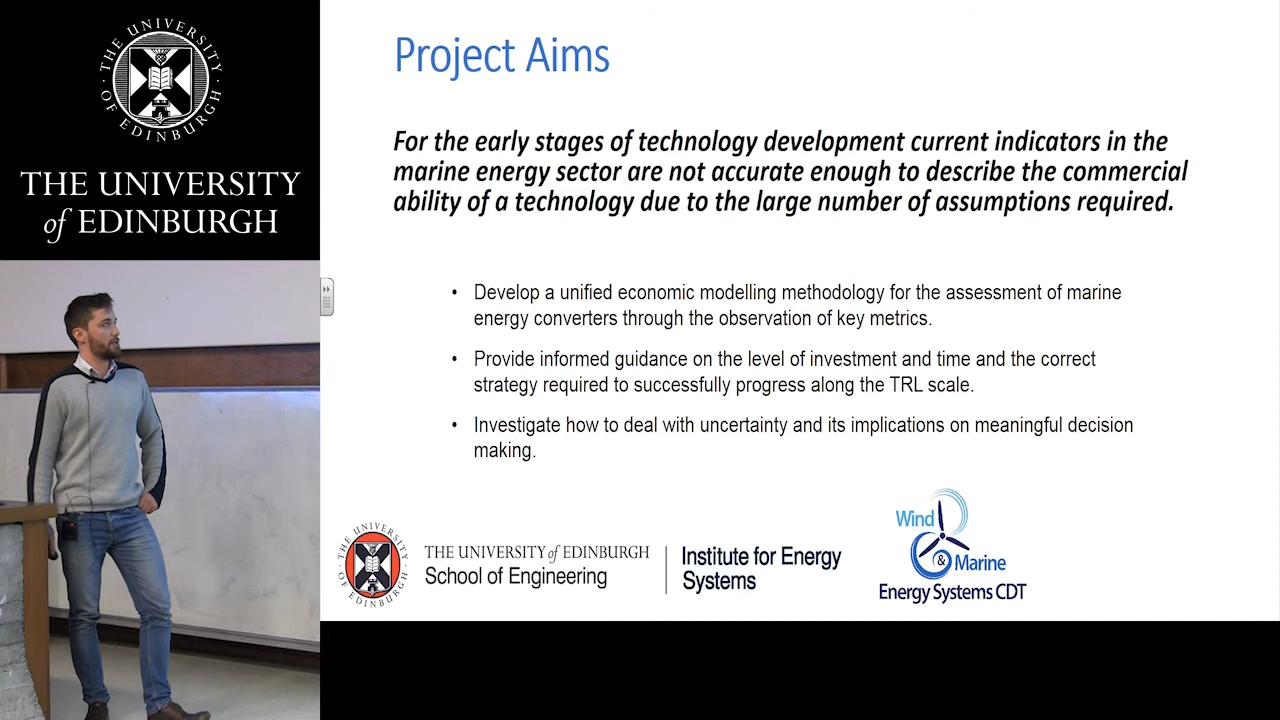 THE UNIVERSITY
OF EDINBURGH
THE UNIVERSITY
of EDINBURGH
Project Aims
For the early stages of technology development current indicators in the
marine energy sector are not accurate enough to describe the commercial
ability of a technology due to the large number of assumptions required.
• Develop a unified economic modelling methodology for the assessment of marine
energy converters through the observation of key metrics.
• Provide informed guidance on the level of investment and time and the correct
strategy required to successfully progress along the TRL scale.
• Investigate how to deal with uncertainty and its implications on meaningful decision
making.
THE UNIVERSITY
OF EDINBURGH
THE UNIVERSITY of EDINBURGH
School of Engineering
Institute for Energy
Systems
Wind
& Marine
Energy Systems CDT